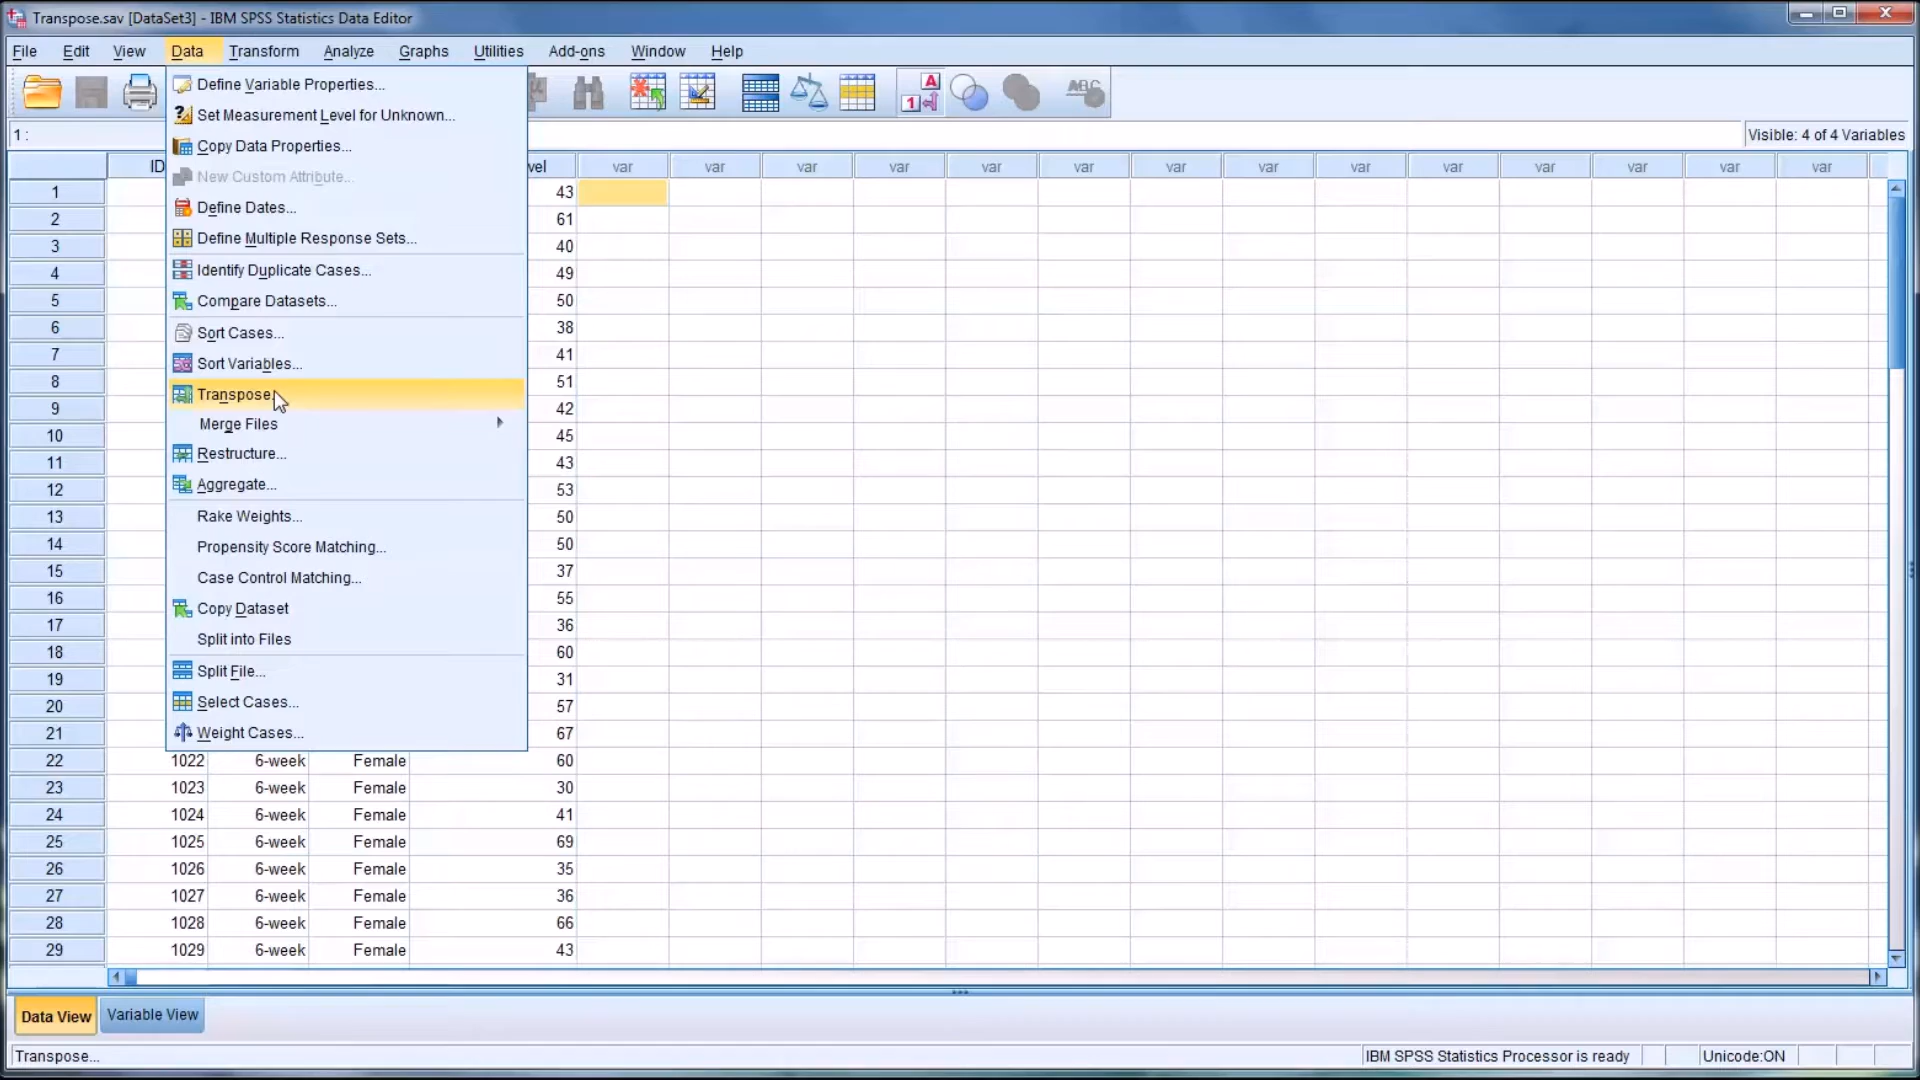 Transpose.sav [DataSet3] - IBM SPSS Statistics Data Editor
File Edit View Data Transform Analyze Graphs Utilities Add-ons Window Help
Define Variable Properties...
Set Measurement Level for Unknown...
Copy Data Properties...
New Custom Attribute...
Define Dates...
Define Multiple Response Sets...
Identify Duplicate Cases...
Compare Datasets...
Sort Cases...
Sort Variables...
Transpose.
Merge Files
Restructure...
Aggregate...
Rake Weights...
Propensity Score Matching...
Case Control Matching...
Copy Dataset
Split into Files
Split File...
Select Cases...
Weight Cases...
A
1
ABC
1 :
Visible: 4 of 4 Variables
ID vel var var var var var var var var var var var var var var
1 43
2 61
3 40
4 49
5 50
6 38
7 41
8 51
9 42
10 45
11 43
12 53
13 50
14 50
15 37
16 55
17 36
18 60
19 31
20 57
21 67
22 1022 6-week Female 60
23 1023 6-week Female 30
24 1024 6-week Female 41
25 1025 6-week Female 69
26 1026 6-week Female 35
27 1027 6-week Female 36
28 1028 6-week Female 66
29 1029 6-week Female 43
Data View Variable View
Transpose... IBM SPSS Statistics Processor is ready Unicode:ON